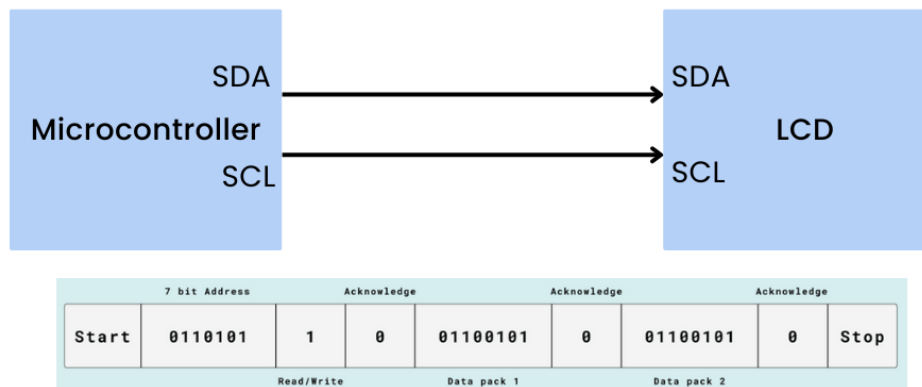 SDA
SDA
Microcontroller
LCD
SCL
SCL
7 bit Address Acknowledge Acknowledge Acknowledge
Start 0110101 1 0 01100101 0 01100101 0 Stop
Read/Write Data pack 1 Data pack 2